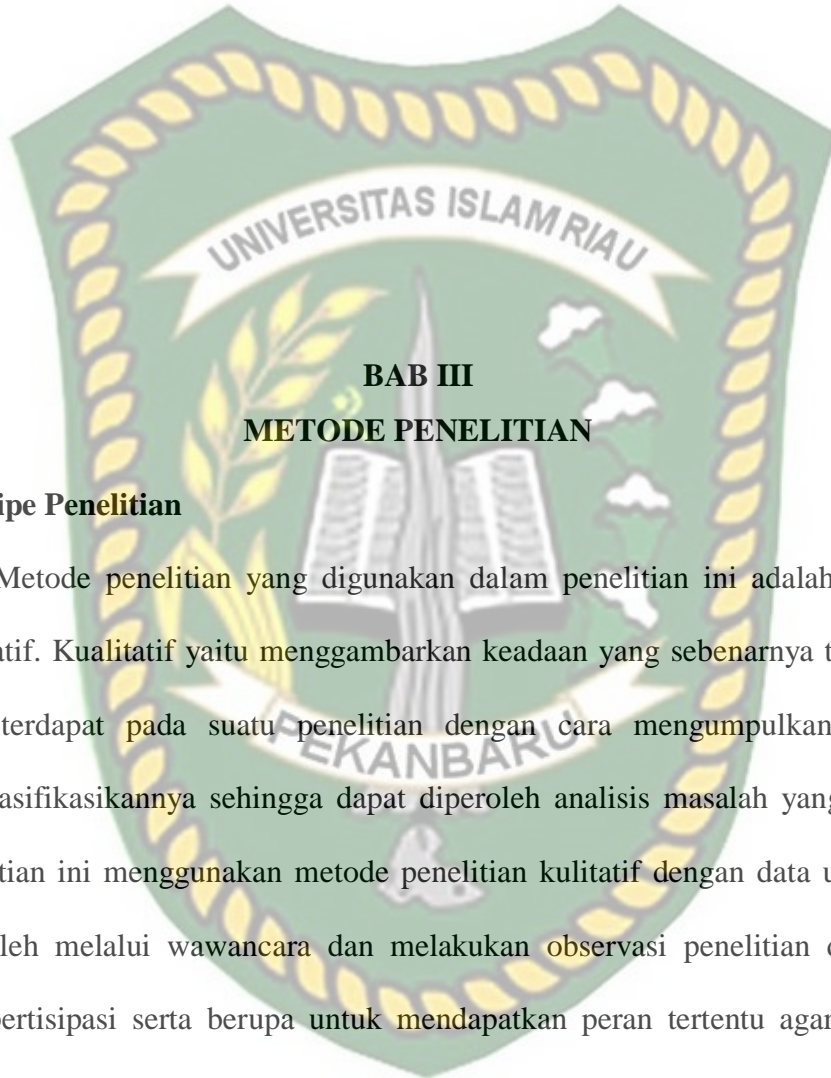 UNIVERSITAS ISLAM RIAU
BAB III
METODE PENELITIAN
ipe Penelitian
Metode penelitian yang digunakan dalam penelitian ini adalah
atif. Kualitatif yaitu menggambarkan keadaan yang sebenarnya t
terdapat pada suatu penelitian dengan cara mengumpulkan
PEKANBARU
asifikasikannya sehingga dapat diperoleh analisis masalah yang
tian ini menggunakan metode penelitian kulitatif dengan data u
leh melalui wawancara dan melakukan observasi penelitian d
pertisipasi serta berupa untuk mendapatkan peran tertentu agar